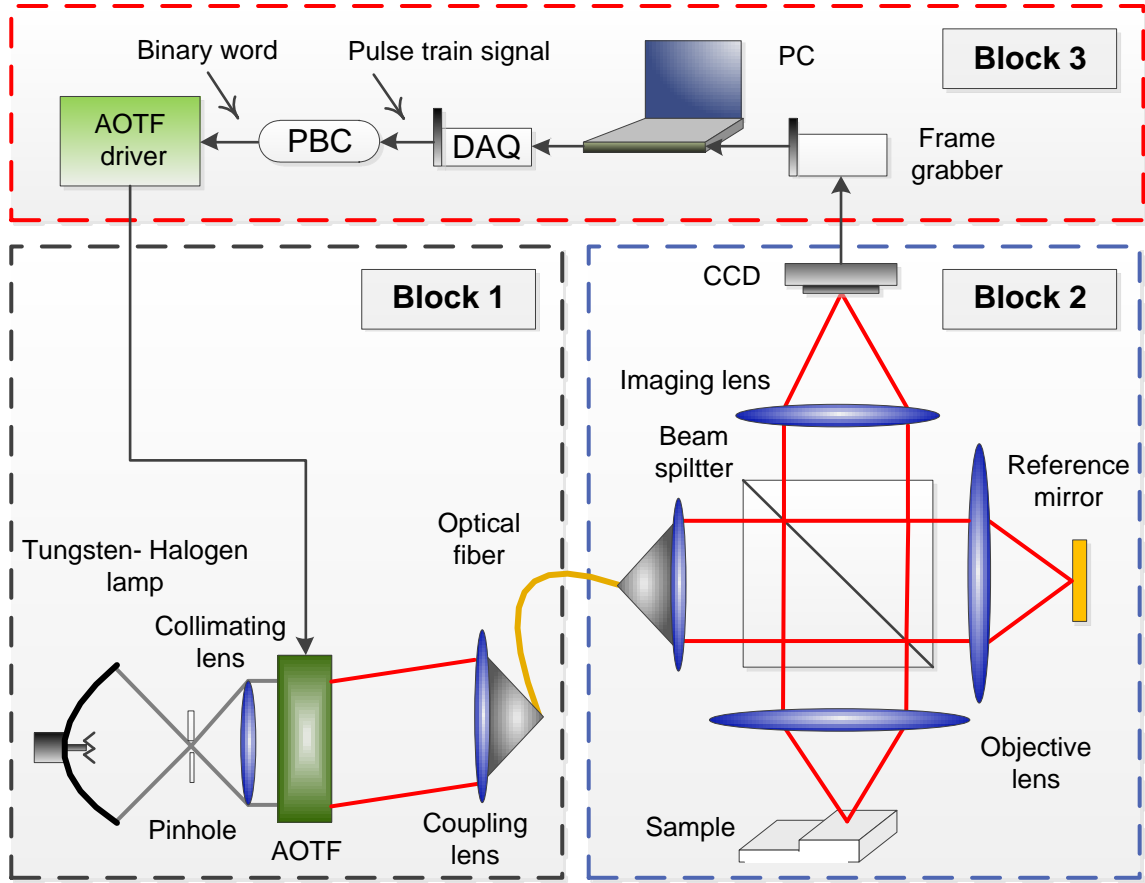 Binary word
Pulse train signal
PC
Block 3
AOTF
driver
PBC
DAQ
Frame
grabber
Block 1
CCD
Block 2
Imaging lens
Beam
spiltter
Reference
mirror
Optical
fiber
Tungsten- Halogen
lamp
Collimating
lens
Pinhole
AOTF
Coupling
lens
Objective
lens
Sample